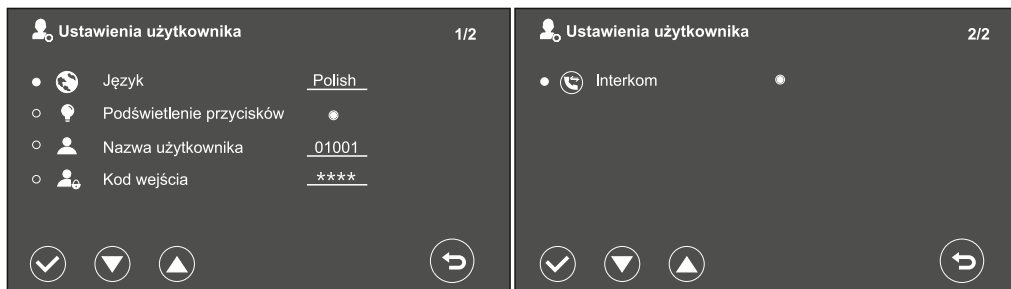 Ustawienia użytkownika 1/2
Język Polish
Podświetlenie przycisków
Nazwa użytkownika 01001
Kod wejścia ****
Ustawienia użytkownika 2/2
Interkom